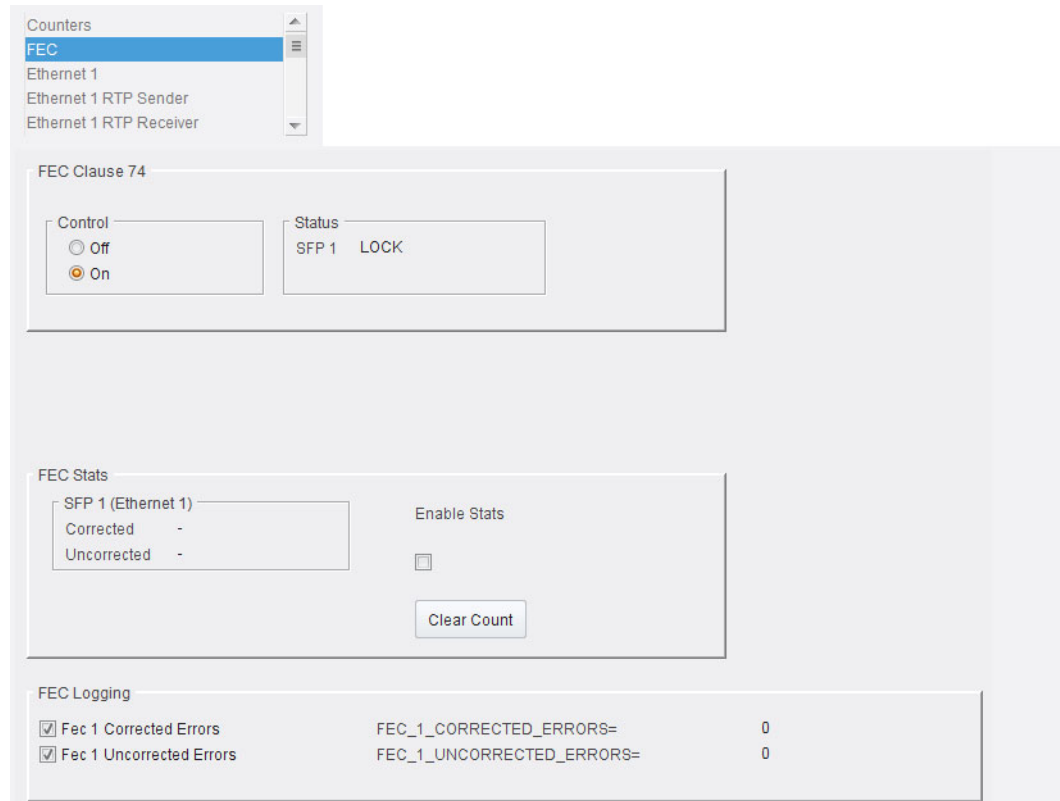 Counters
FEC
Ethernet 1
Ethernet 1 RTP Sender
Ethernet 1 RTP Receiver
FEC Clause 74
Control
Off
On
Status
SFP 1 LOCK
FEC Stats
SFP 1 (Ethernet 1)
Corrected -
Uncorrected -
Enable Stats
Clear Count
FEC Logging
Fec 1 Corrected Errors FEC_1_CORRECTED_ERRORS= 0
Fec 1 Uncorrected Errors FEC_1_UNCORRECTED_ERRORS= 0